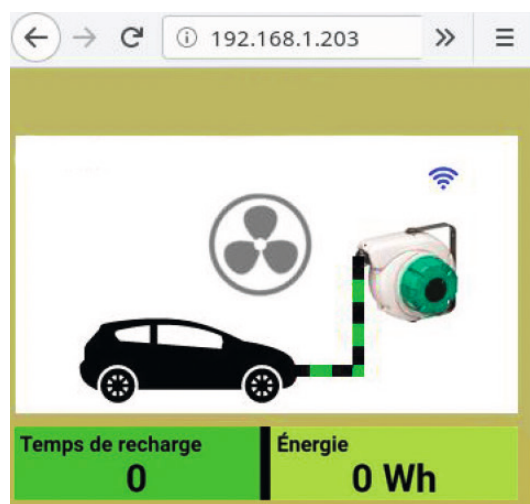 192.168.1.203
Temps de recharge
0
Énergie
0 Wh